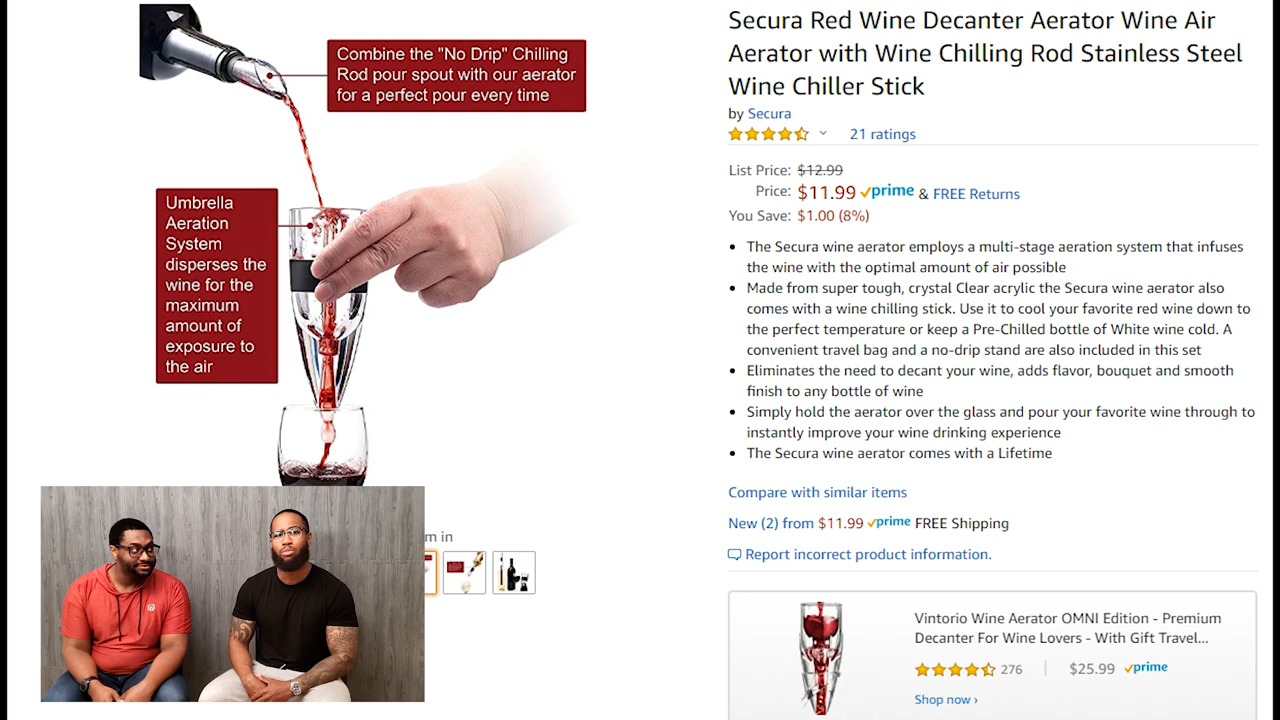 Combine the "No Drip" Chilling
Rod pour spout with our aerator
for a perfect pour every time
Umbrella
Aeration
System
disperses the
wine for the
maximum
amount of
exposure to
the air
m in
Secura Red Wine Decanter Aerator Wine Air
Aerator with Wine Chilling Rod Stainless Steel
Wine Chiller Stick
by Secura
21 ratings
List Price: $12.99
Price: $11.99 prime & FREE Returns
You Save: $1.00 (8%)
The Secura wine aerator employs a multi-stage aeration system that infuses
the wine with the optimal amount of air possible
Made from super tough, crystal Clear acrylic the Secura wine aerator also
comes with a wine chilling stick. Use it to cool your favorite red wine down to
the perfect temperature or keep a Pre-Chilled bottle of White wine cold. A
convenient travel bag and a no-drip stand are also included in this set
Eliminates the need to decant your wine, adds flavor, bouquet and smooth
finish to any bottle of wine
Simply hold the aerator over the glass and pour your favorite wine through to
instantly improve your wine drinking experience
The Secura wine aerator comes with a Lifetime
Compare with similar items
New (2) from $11.99 prime FREE Shipping
Report incorrect product information.
Vintorio Wine Aerator OMNI Edition - Premium
Decanter For Wine Lovers - With Gift Travel...
276 | $25.99 prime
Shop now ›